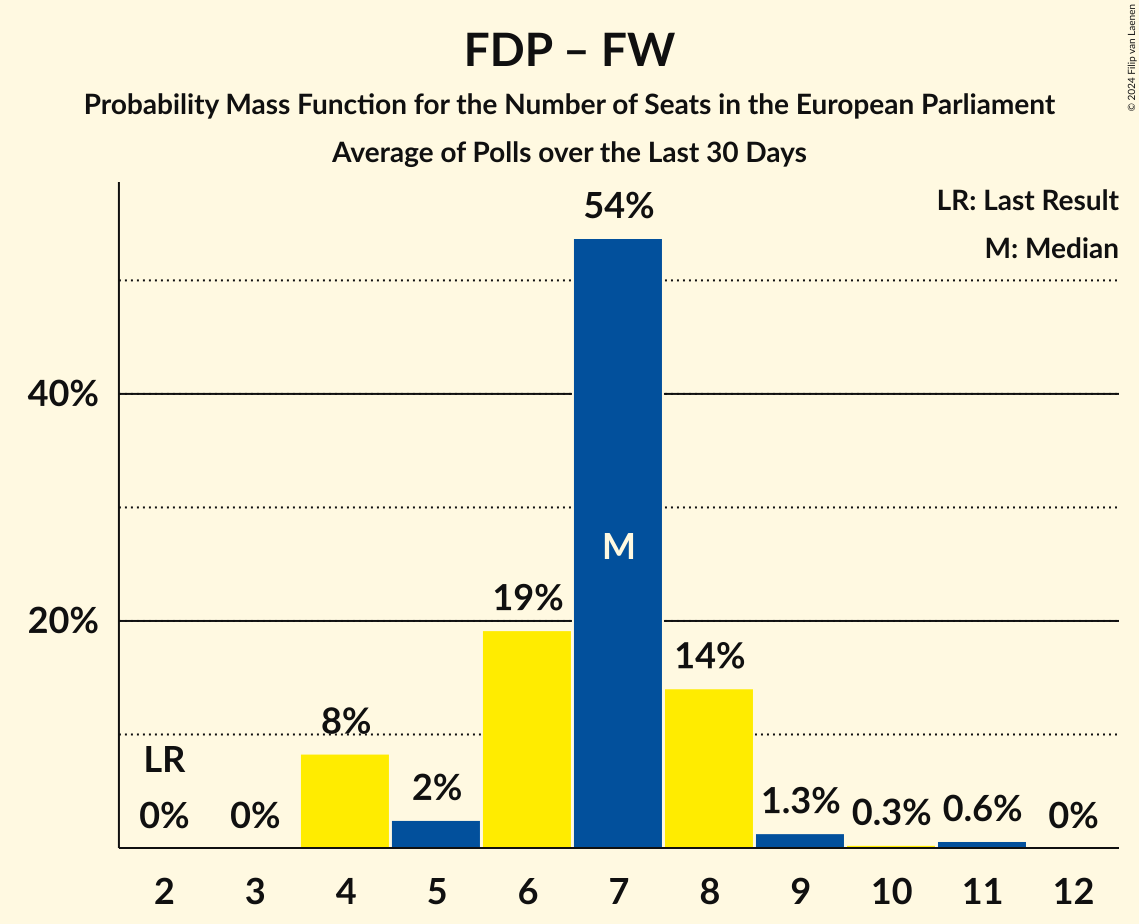 FDP – FW
Probability Mass Function for the Number of Seats in the European Parliament
Average of Polls over the Last 30 Days
© 2024 Filip van Laenen
LR: Last Result
M: Median
54%
40%
M
19%
20%
14%
8%
LR
2%
1.3%
0.3%
0.6%
0%
0%
0%
2 3 4 5 6 7 8 9 10 11 12